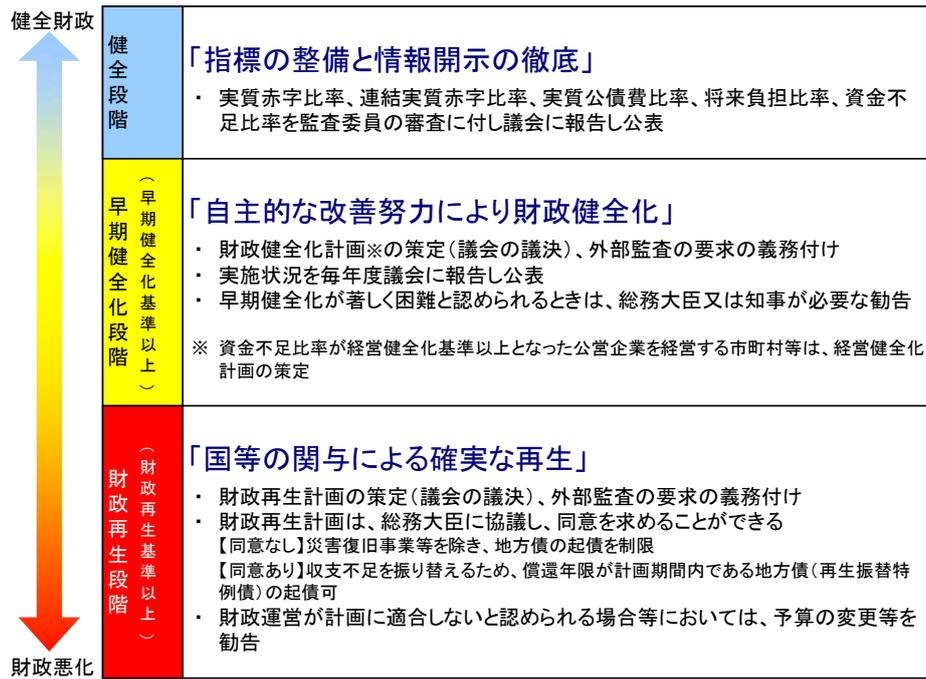 健全財政
健全段階
「指標の整備と情報開示の徹底」
・ 実質赤字比率、連結実質赤字比率、実質公債費比率、将来負担比率、資金不
足比率を監査委員の審査に付し議会に報告し公表
早期健全化段階
（早期健全化基準以上）
「自主的な改善努力により財政健全化」
・ 財政健全化計画※の策定（議会の議決）、外部監査の要求の義務付け
・ 実施状況を毎年度議会に報告し公表
・ 早期健全化が著しく困難と認められるときは、総務大臣又は知事が必要な勧告
※ 資金不足比率が経営健全化基準以上となった公営企業を経営する市町村等は、経営健全化
計画の策定
財政再生段階
（財政再生基準以上）
「国等の関与による確実な再生」
・ 財政再生計画の策定（議会の議決）、外部監査の要求の義務付け
・ 財政再生計画は、総務大臣に協議し、同意を求めることができる
【同意なし】災害復旧事業等を除き、地方債の起債を制限
【同意あり】収支不足を振り替えるため、償還年限が計画期間内である地方債（再生振替特
例債）の起債可
・ 財政運営が計画に適合しないと認められる場合等においては、予算の変更等を
勧告
財政悪化